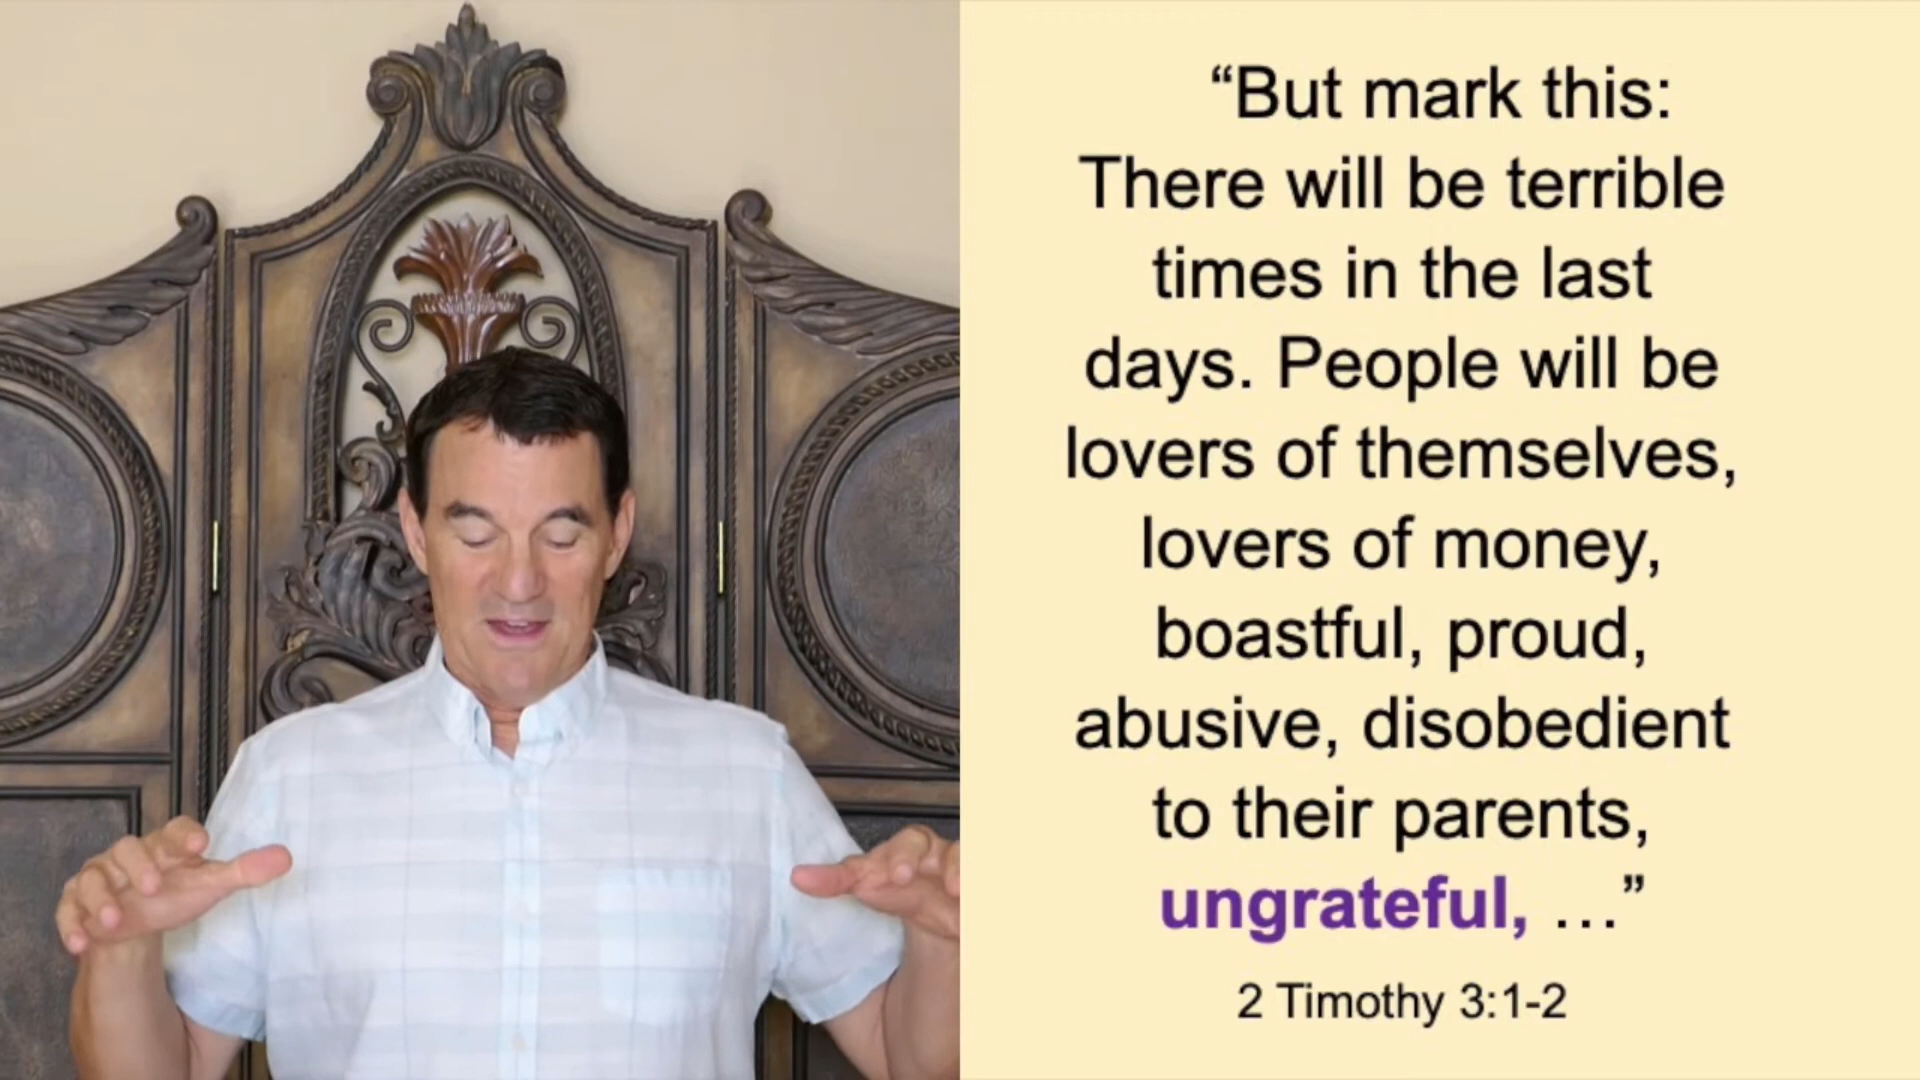 “But mark this:
There will be terrible
times in the last
days. People will be
lovers of themselves,
lovers of money,
boastful, proud,
abusive, disobedient
to their parents,
ungrateful, …”
2 Timothy 3:1-2